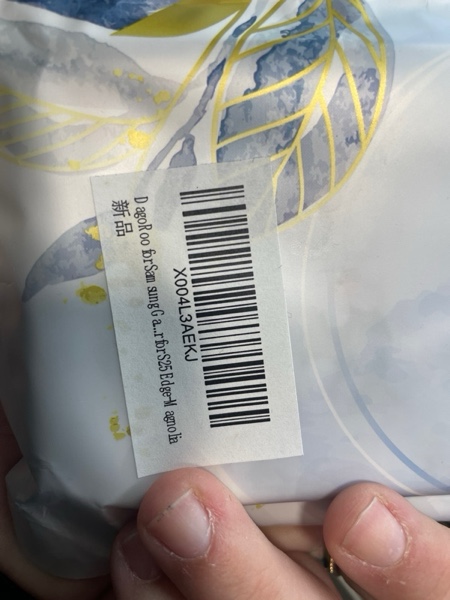 X004L3AEKJ
DagoRoo for Samsung Ga...r for S25 Edge-Magnolia
新品